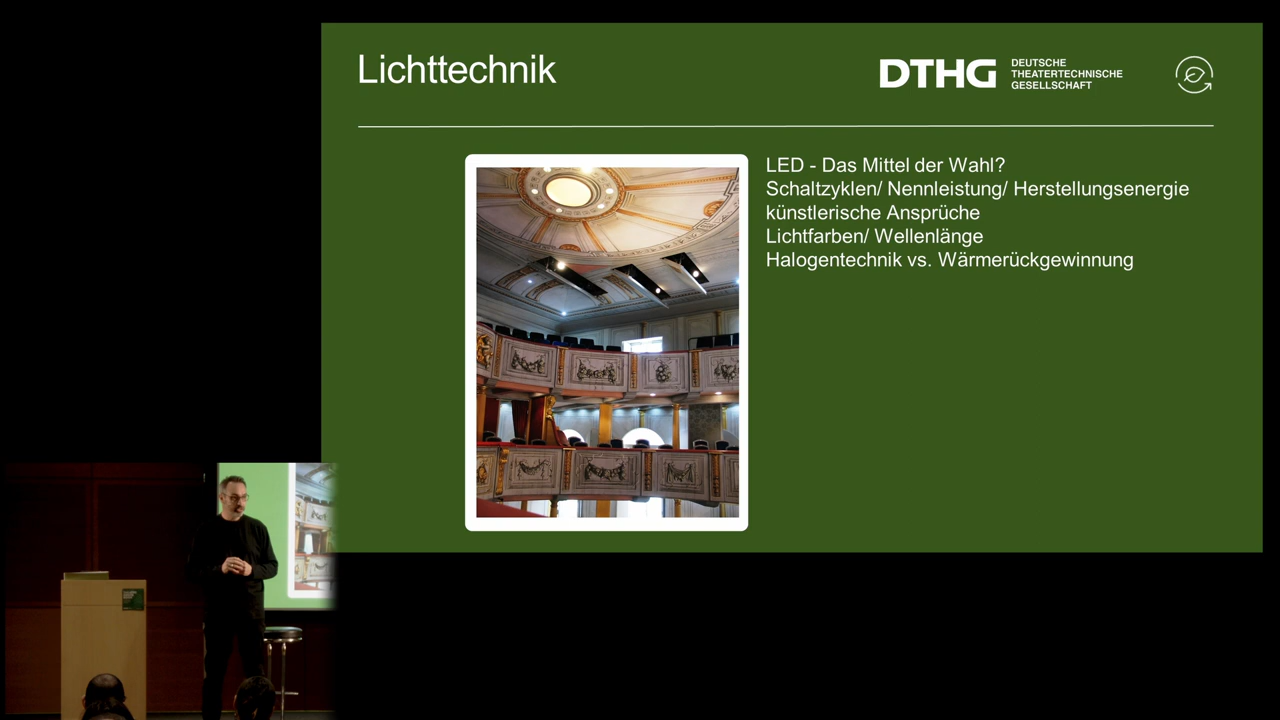 Lichttechnik
DTHG
DEUTSCHE
THEATERTECHNISCHE
GESELLSCHAFT
LED - Das Mittel der Wahl?
Schaltzyklen/ Nennleistung/ Herstellungsenergie
künstlerische Ansprüche
Lichtfarben/ Wellenlänge
Halogentechnik vs. Wärmerückgewinnung